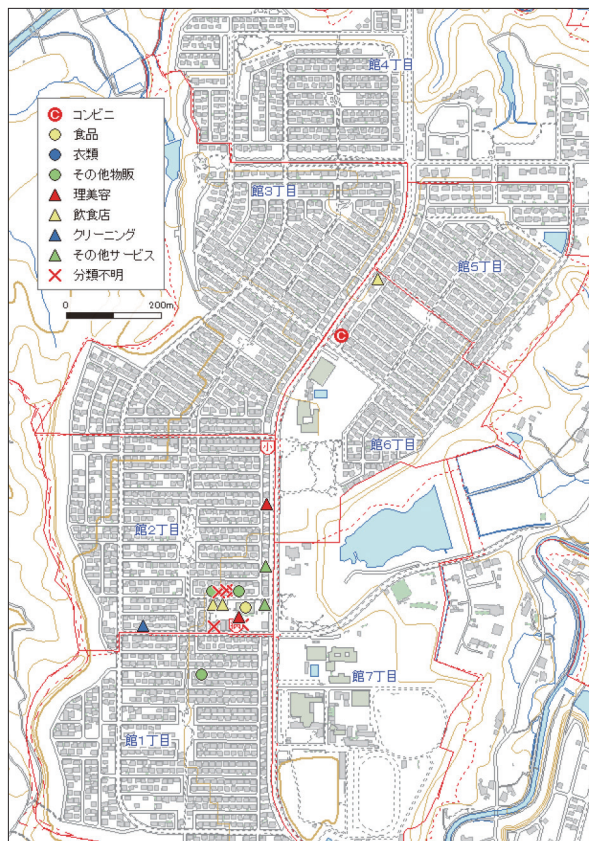 館4丁目
コンビニ
食品
衣類
その他物販
理美容
飲食店
クリーニング
その他サービス
分類不明
0 200m
館3丁目
館5丁目
館6丁目
小
館2丁目
館7丁目
館1丁目